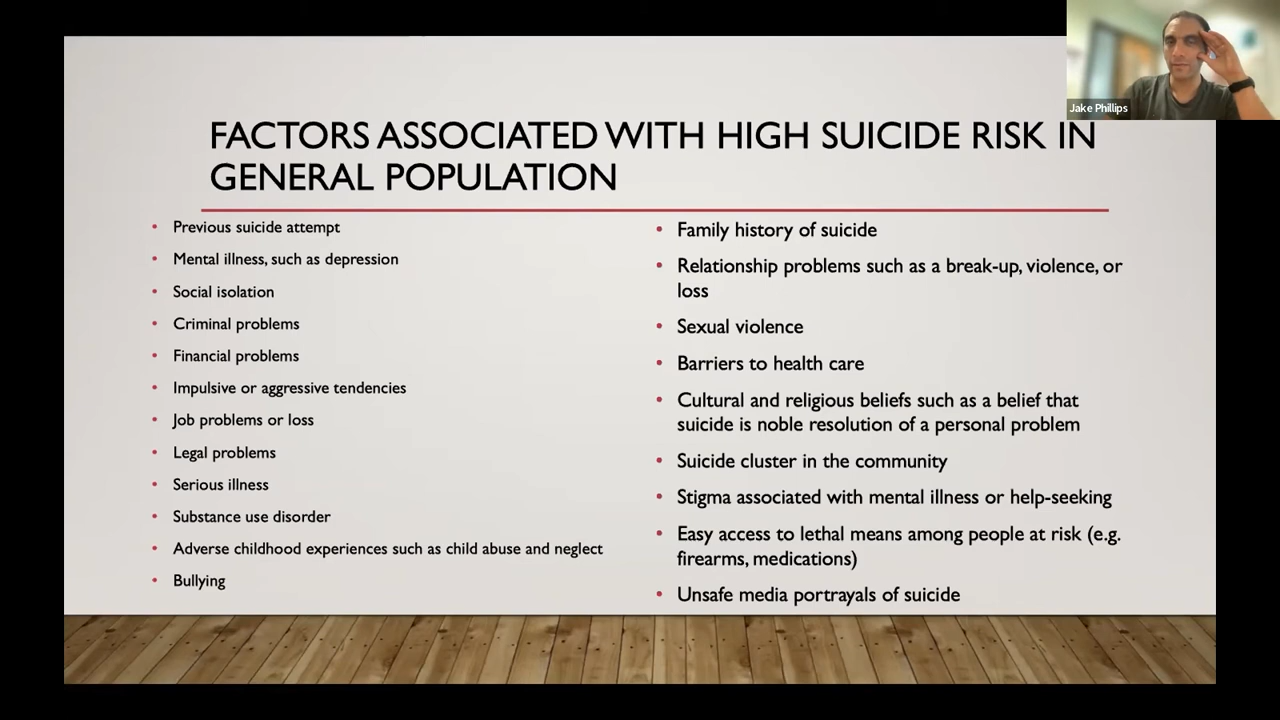 FACTORS ASSOCIATED WITH HIGH SUICIDE RISK IN
GENERAL POPULATION
• Previous suicide attempt
• Mental illness, such as depression
• Social isolation
• Criminal problems
• Financial problems
• Impulsive or aggressive tendencies
• Job problems or loss
• Legal problems
• Serious illness
• Substance use disorder
• Adverse childhood experiences such as child abuse and neglect
• Bullying
• Family history of suicide
• Relationship problems such as a break-up, violence, or
loss
• Sexual violence
• Barriers to health care
• Cultural and religious beliefs such as a belief that
suicide is noble resolution of a personal problem
• Suicide cluster in the community
• Stigma associated with mental illness or help-seeking
• Easy access to lethal means among people at risk (e.g.
firearms, medications)
• Unsafe media portrayals of suicide
Jake Phillips